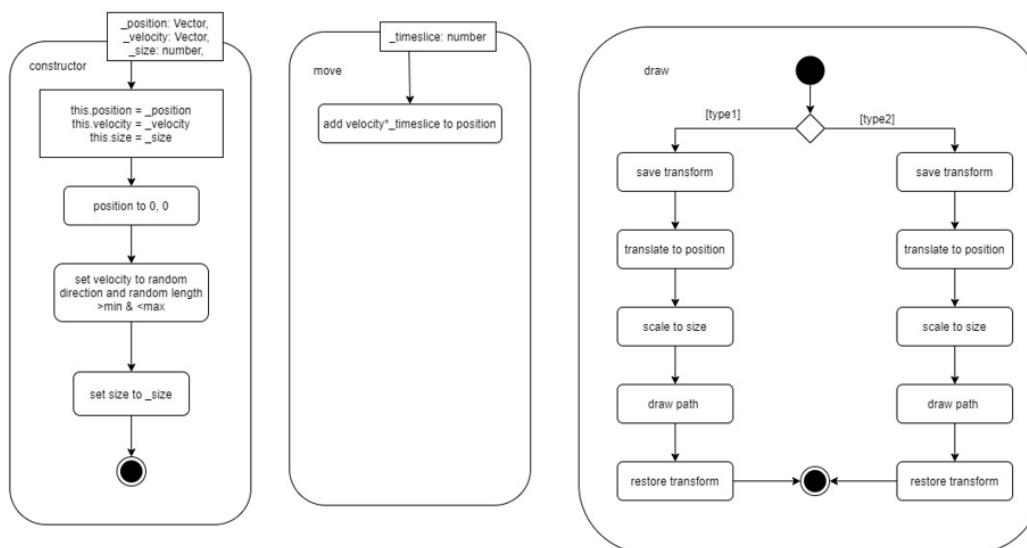 _position: Vector,
_velocity: Vector,
_size: number,
constructor
this.position = _position
this.velocity = _velocity
this.size = _size
position to 0, 0
set velocity to random
direction and random length
>min & <max
set size to _size
_timeslice: number
move
add velocity*_timeslice to position
draw
[type1]
[type2]
save transform
translate to position
scale to size
draw path
restore transform
save transform
translate to position
scale to size
draw path
restore transform